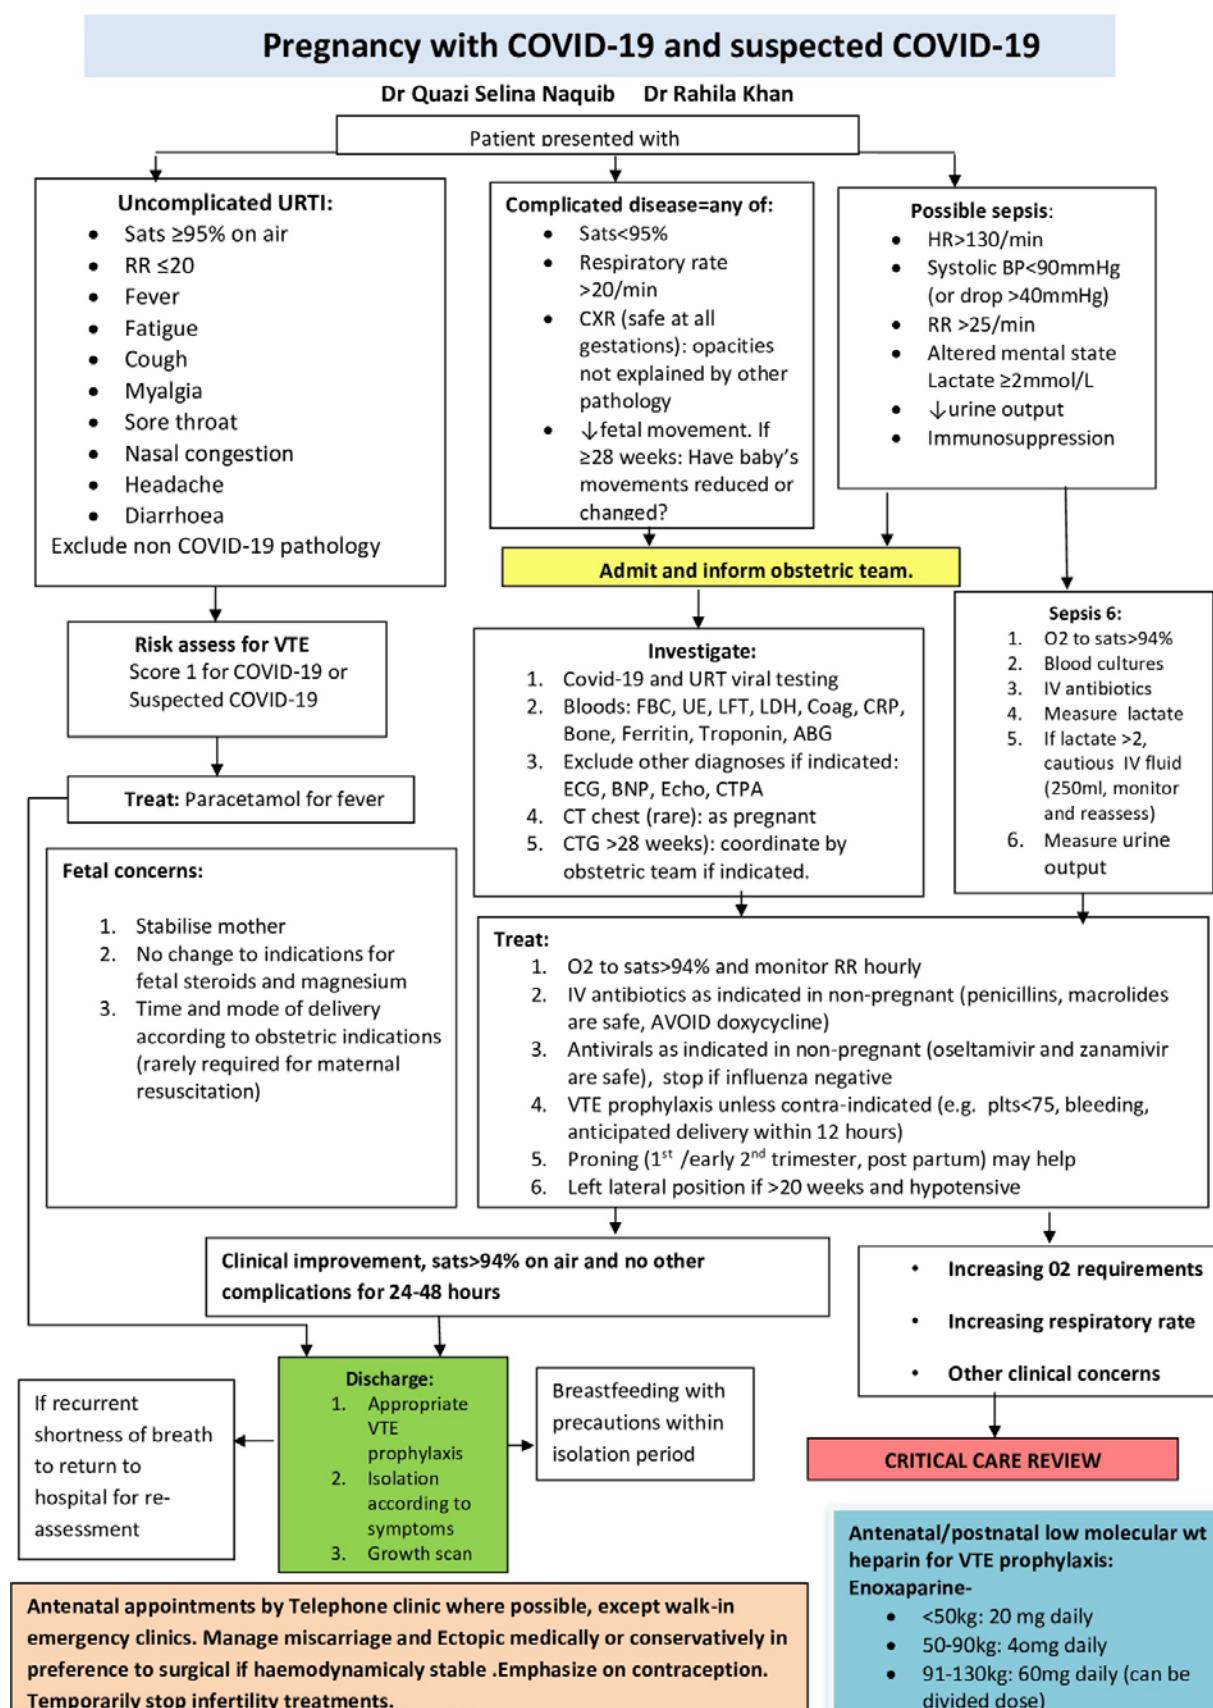 Pregnancy with COVID-19 and suspected COVID-19
Dr Quazi Selina Naquib Dr Rahila Khan
Patient presented with
Uncomplicated URTI:
• Sats ≥95% on air
• RR ≤20
• Fever
• Fatigue
• Cough
• Myalgia
• Sore throat
• Nasal congestion
• Headache
• Diarrhoea
Exclude non COVID-19 pathology
Complicated disease=any of:
• Sats<95%
• Respiratory rate
>20/min
• CXR (safe at all
gestations): opacities
not explained by other
pathology
• ↓fetal movement. If
≥28 weeks: Have baby's
movements reduced or
changed?
Possible sepsis:
• HR>130/min
• Systolic BP<90mmHg
(or drop >40mmHg)
• RR >25/min
• Altered mental state
Lactate ≥2mmol/L
• ↓urine output
• Immunosuppression
Admit and inform obstetric team.
Risk assess for VTE
Score 1 for COVID-19 or
Suspected COVID-19
Treat: Paracetamol for fever
Investigate:
1. Covid-19 and URT viral testing
2. Bloods: FBC, UE, LFT, LDH, Coag, CRP,
Bone, Ferritin, Troponin, ABG
3. Exclude other diagnoses if indicated:
ECG, BNP, Echo, CTPA
4. CT chest (rare): as pregnant
5. CTG >28 weeks): coordinate by
obstetric team if indicated.
Sepsis 6:
1. O2 to sats>94%
2. Blood cultures
3. IV antibiotics
4. Measure lactate
5. If lactate >2,
cautious IV fluid
(250ml, monitor
and reassess)
6. Measure urine
output
Fetal concerns:
1. Stabilise mother
2. No change to indications for
fetal steroids and magnesium
3. Time and mode of delivery
according to obstetric indications
(rarely required for maternal
resuscitation)
Treat:
1. O2 to sats>94% and monitor RR hourly
2. IV antibiotics as indicated in non-pregnant (penicillins, macrolides
are safe, AVOID doxycycline)
3. Antivirals as indicated in non-pregnant (oseltamivir and zanamivir
are safe), stop if influenza negative
4. VTE prophylaxis unless contra-indicated (e.g. plts<75, bleeding,
anticipated delivery within 12 hours)
5. Proning (1st /early 2nd trimester, post partum) may help
6. Left lateral position if >20 weeks and hypotensive
Clinical improvement, sats>94% on air and no other
complications for 24-48 hours
• Increasing 02 requirements
• Increasing respiratory rate
• Other clinical concerns
CRITICAL CARE REVIEW
If recurrent
shortness of breath
to return to
hospital for re-
assessment
Discharge:
1. Appropriate
VTE
prophylaxis
2. Isolation
according to
symptoms
3. Growth scan
Breastfeeding with
precautions within
isolation period
Antenatal appointments by Telephone clinic where possible, except walk-in
emergency clinics. Manage miscarriage and Ectopic medically or conservatively in
preference to surgical if haemodynamicaly stable .Emphasize on contraception.
Temporarily stop infertility treatments.
Antenatal/postnatal low molecular wt
heparin for VTE prophylaxis:
Enoxaparine-
• <50kg: 20 mg daily
• 50-90kg: 4omg daily
• 91-130kg: 60mg daily (can be
divided dose)